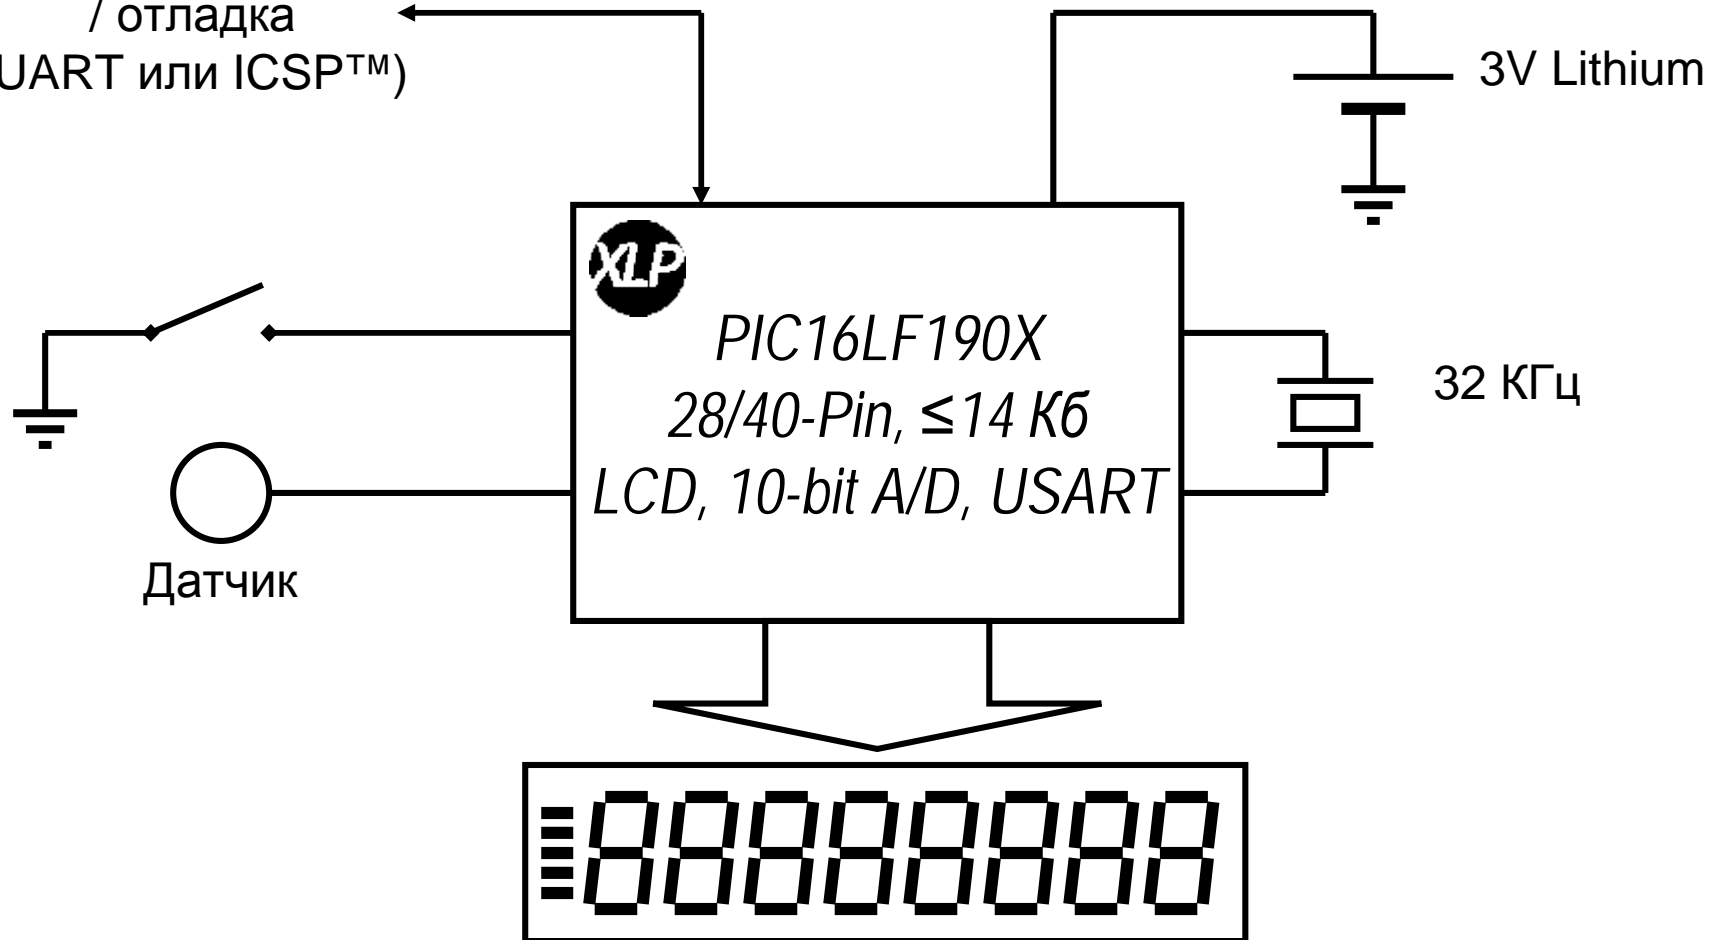 / отладка
UART или ICSP™)
3V Lithium
XLP
PIC16LF190X
28/40-Pin, ≤14 Кб
LCD, 10-bit A/D, USART
32 КГц
Датчик
88888888